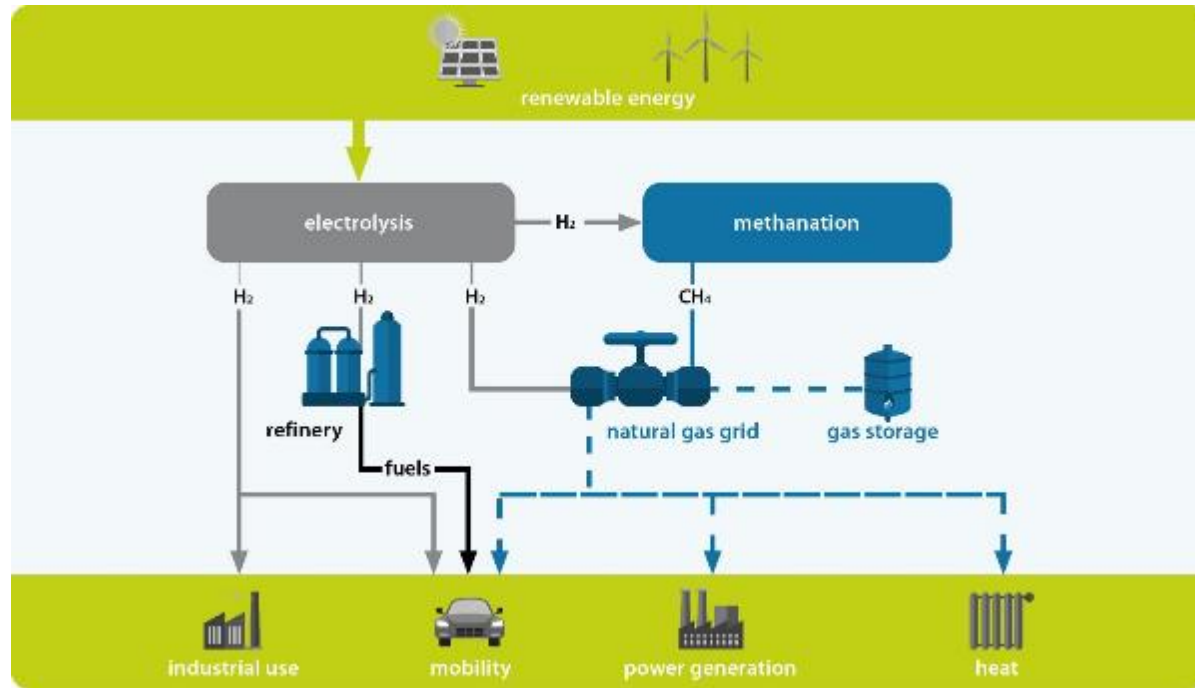 renewable energy
electrolysis
H₂
methanation
H₂
H₂
H₂
CH₄
refinery
natural gas grid
gas storage
fuels
industrial use
mobility
power generation
heat